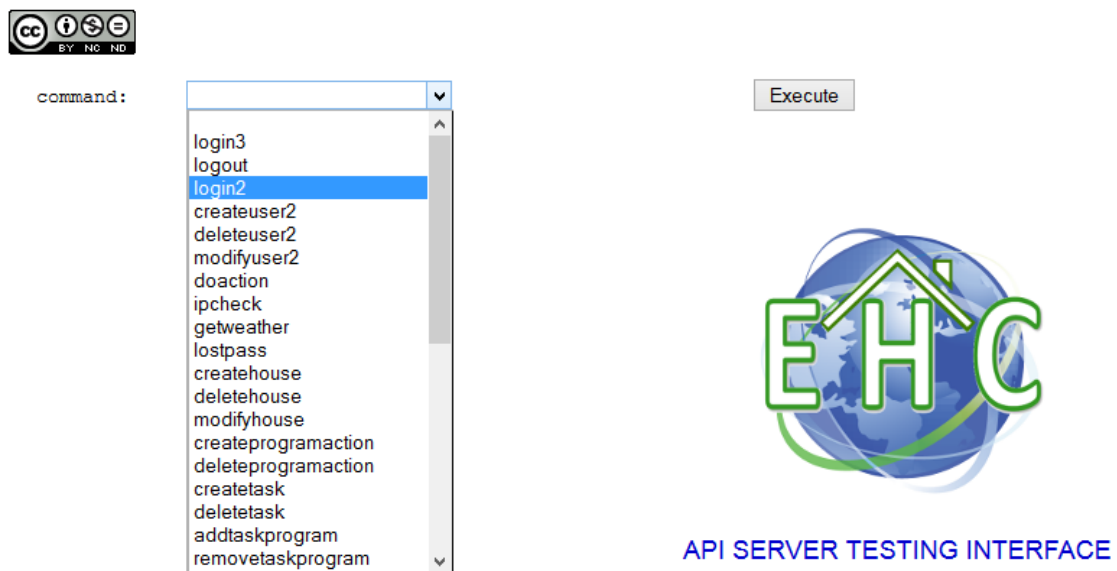 cc BY NC ND
command:
Execute
login3
logout
login2
createuser2
deleteuser2
modifyuser2
doaction
ipcheck
getweather
lostpass
createhouse
deletehouse
modifyhouse
createprogramaction
deleteprogramaction
createtask
deletetask
addtaskprogram
removetaskprogram
EHC
API SERVER TESTING INTERFACE